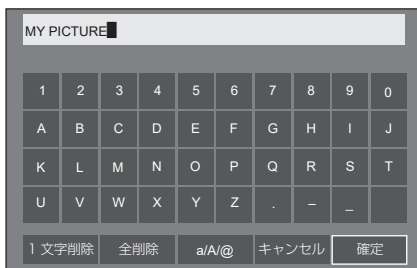 MY PICTURE
1 2 3 4 5 6 7 8 9 0
A B C D E F G H I J
K L M N O P Q R S T
U V W X Y Z . – _
1 文字削除 全削除 a/A/@ キャンセル 確定